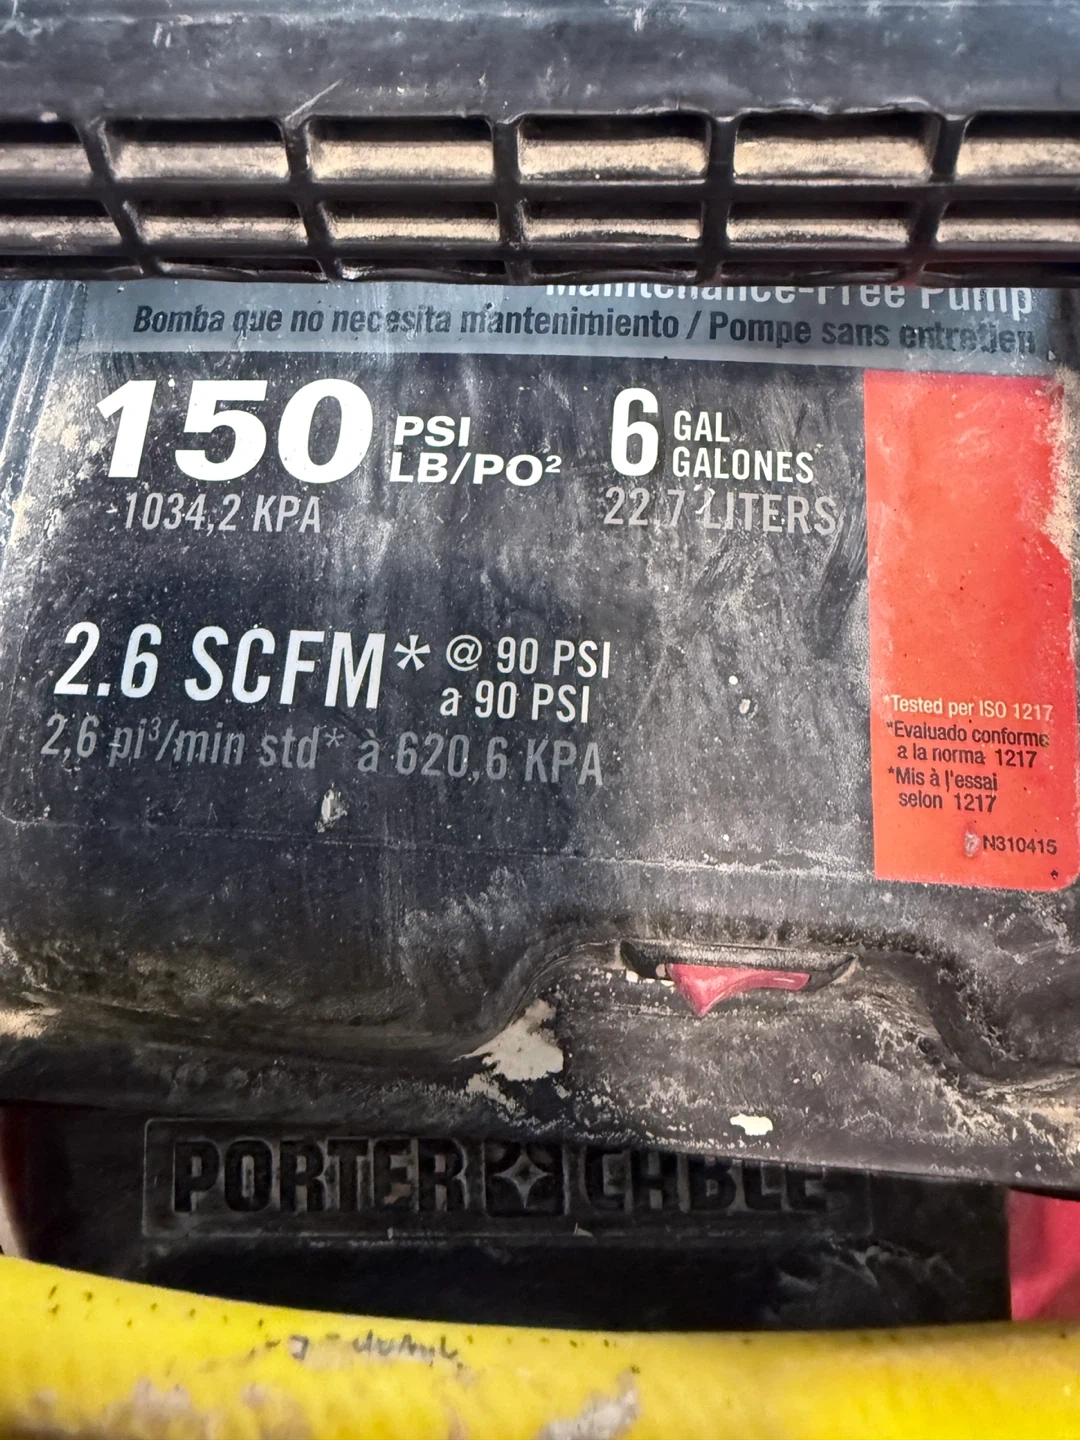 Maintenance-Free Pump
Bomba que no necesita mantenimiento / Pompe sans entretien
150 PSI
LB/PO²
1034,2 KPA
6 GAL
GALONES
22,7 LITERS
2.6 SCFM* @ 90 PSI
a 90 PSI
2,6 pi³/min std* à 620,6 KPA
*Tested per ISO 1217
*Evaluado conforme
a la norma 1217
*Mis à l'essai
selon 1217
N310415
PORTER CABLE